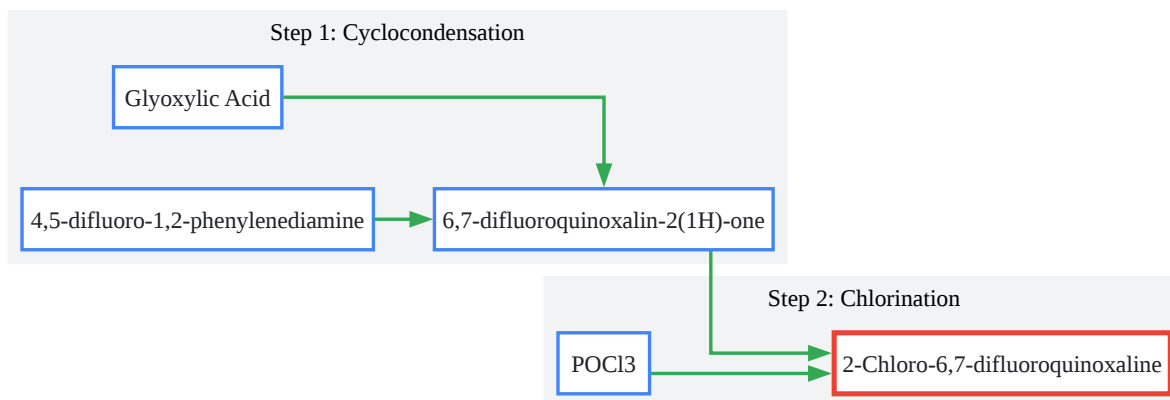 Step 1: Cyclocondensation
Glyoxylic Acid
4,5-difluoro-1,2-phenylenediamine
6,7-difluoroquinoxalin-2(1H)-one
Step 2: Chlorination
POCl3
2-Chloro-6,7-difluoroquinoxaline